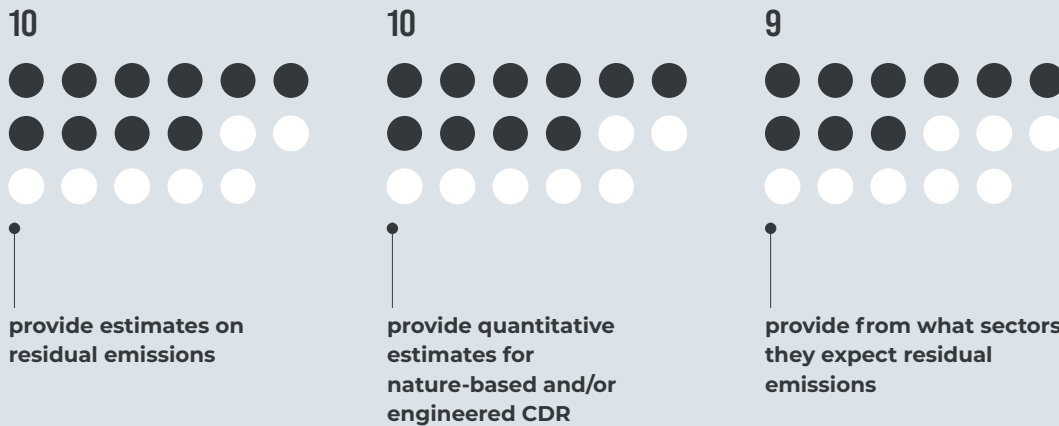 10
provide estimates on
residual emissions
10
provide quantitative
estimates for
nature-based and/or
engineered CDR
9
provide from what sectors
they expect residual
emissions